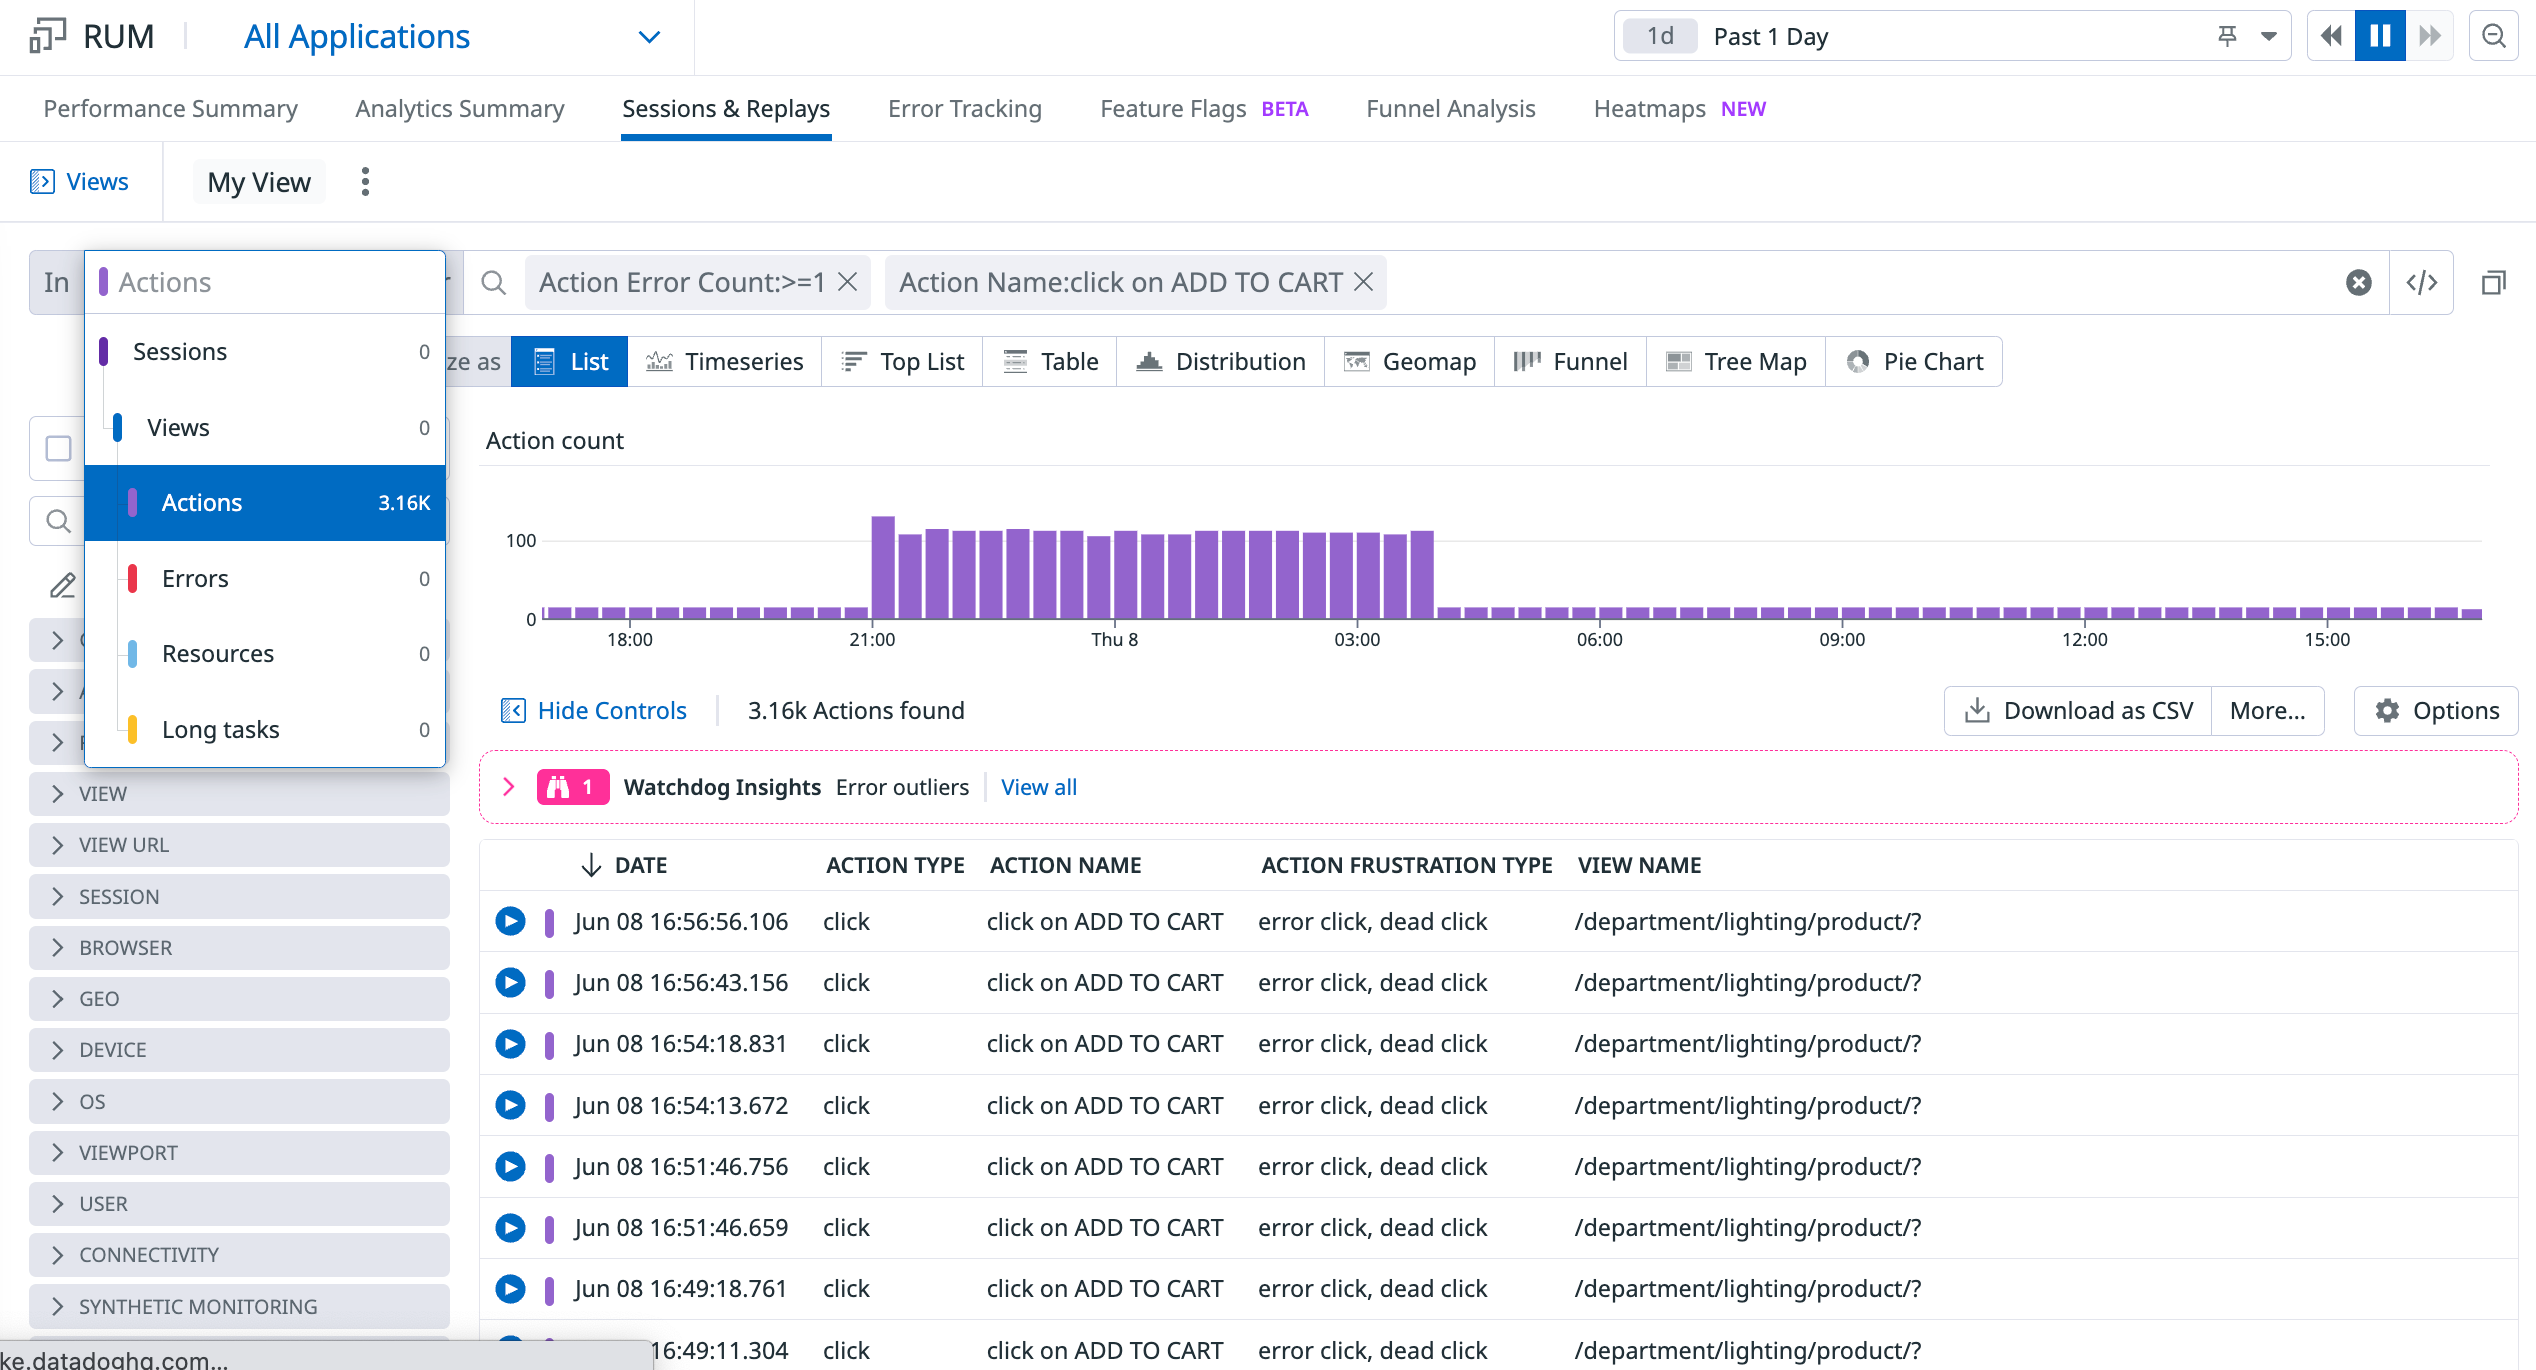 RUM All Applications 1d Past 1 Day
Performance Summary Analytics Summary Sessions & Replays Error Tracking Feature Flags BETA Funnel Analysis Heatmaps NEW
Views My View
In Actions Action Error Count:>=1 Action Name:click on ADD TO CART </>
Sessions 0
ze as List Timeseries Top List Table Distribution Geomap Funnel Tree Map Pie Chart
Views 0
Action count
Actions 3.16K
100
Errors 0
0
18:00 21:00 Thu 8 03:00 06:00 09:00 12:00 15:00
Resources 0
Long tasks 0
Hide Controls 3.16k Actions found Download as CSV More... Options
1 Watchdog Insights Error outliers View all
VIEW
VIEW URL
SESSION
BROWSER
GEO
DEVICE
OS
VIEWPORT
USER
CONNECTIVITY
SYNTHETIC MONITORING
DATE ACTION TYPE ACTION NAME ACTION FRUSTRATION TYPE VIEW NAME
Jun 08 16:56:56.106 click click on ADD TO CART error click, dead click /department/lighting/product/?
Jun 08 16:56:43.156 click click on ADD TO CART error click, dead click /department/lighting/product/?
Jun 08 16:54:18.831 click click on ADD TO CART error click, dead click /department/lighting/product/?
Jun 08 16:54:13.672 click click on ADD TO CART error click, dead click /department/lighting/product/?
Jun 08 16:51:46.756 click click on ADD TO CART error click, dead click /department/lighting/product/?
Jun 08 16:51:46.659 click click on ADD TO CART error click, dead click /department/lighting/product/?
Jun 08 16:49:18.761 click click on ADD TO CART error click, dead click /department/lighting/product/?
16:49:11.304 click click on ADD TO CART error click, dead click /department/lighting/product/?
ke.datadoghq.com...